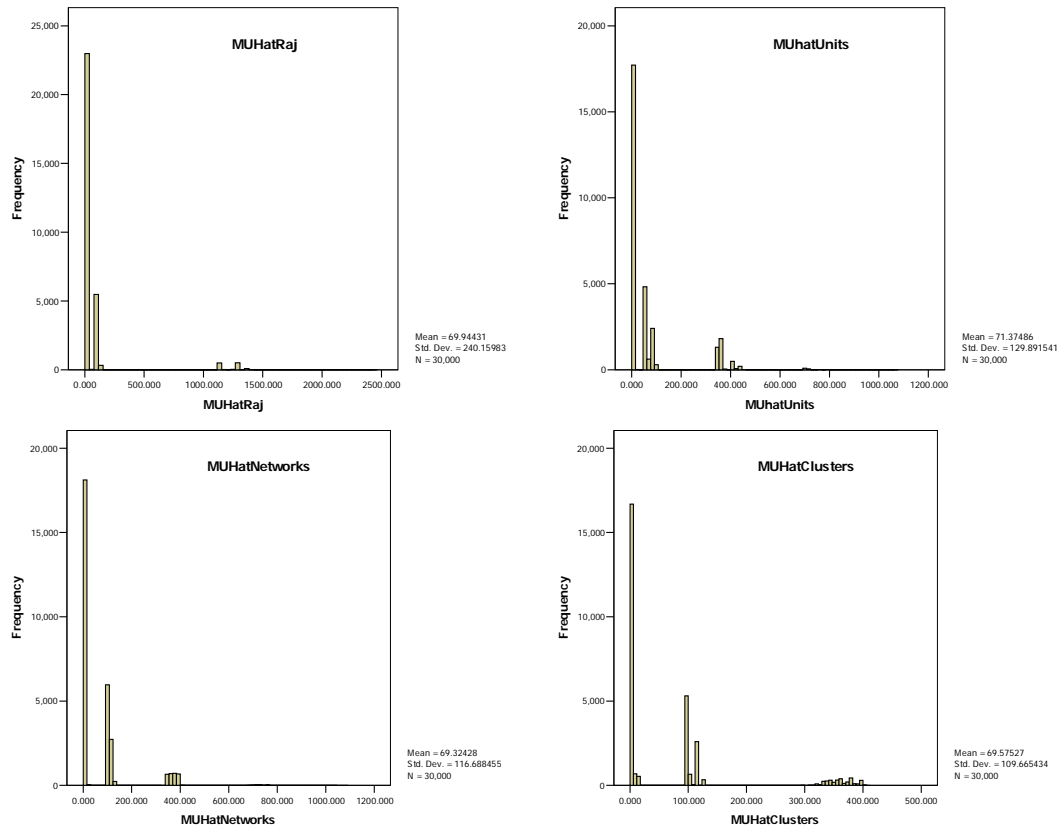 MUHatRaj
Frequency
25,000
20,000
15,000
10,000
5,000
0
0.000 500.000 1000.000 1500.000 2000.000 2500.000
MUHatRaj
Mean = 69.94431
Std. Dev. = 240.15983
N = 30,000
MUhatUnits
Frequency
20,000
15,000
10,000
5,000
0
0.000 200.000 400.000 600.000 800.000 1000.000 1200.000
MUhatUnits
Mean = 71.37486
Std. Dev. = 129.891541
N = 30,000
MUHatNetworks
Frequency
20,000
15,000
10,000
5,000
0
0.000 200.000 400.000 600.000 800.000 1000.000 1200.000
MUHatNetworks
Mean = 69.32428
Std. Dev. = 116.688455
N = 30,000
MUHatClusters
Frequency
20,000
15,000
10,000
5,000
0
0.000 100.000 200.000 300.000 400.000 500.000
MUHatClusters
Mean = 69.57527
Std. Dev. = 109.665434
N = 30,000